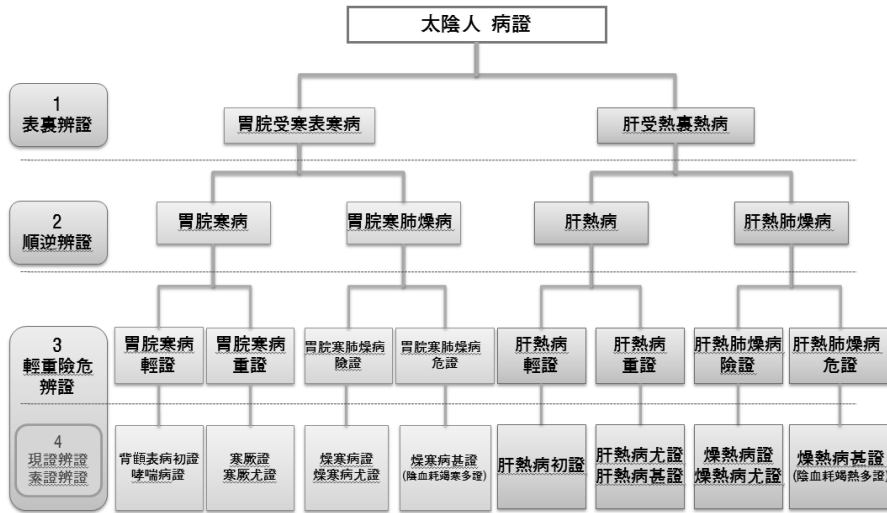 太陰人 病證
1
表裏辨證
胃脘受寒表寒病
肝受熱裏熱病
2
順逆辨證
胃脘寒病
胃脘寒肺燥病
肝熱病
肝熱肺燥病
3
輕重險危
辨證
胃脘寒病
輕證
胃脘寒病
重證
胃脘寒肺燥病
險證
胃脘寒肺燥病
危證
肝熱病
輕證
肝熱病
重證
肝熱肺燥病
險證
肝熱肺燥病
危證
4
現證辨證
素證辨證
背顀表病初證
哮喘病證
寒厥證
寒厥尤證
燥寒病證
燥寒病尤證
燥寒病甚證
(陰血耗竭寒多證)
肝熱病初證
肝熱病尤證
肝熱病甚證
燥熱病證
燥熱病尤證
燥熱病甚證
(陰血耗竭熱多證)